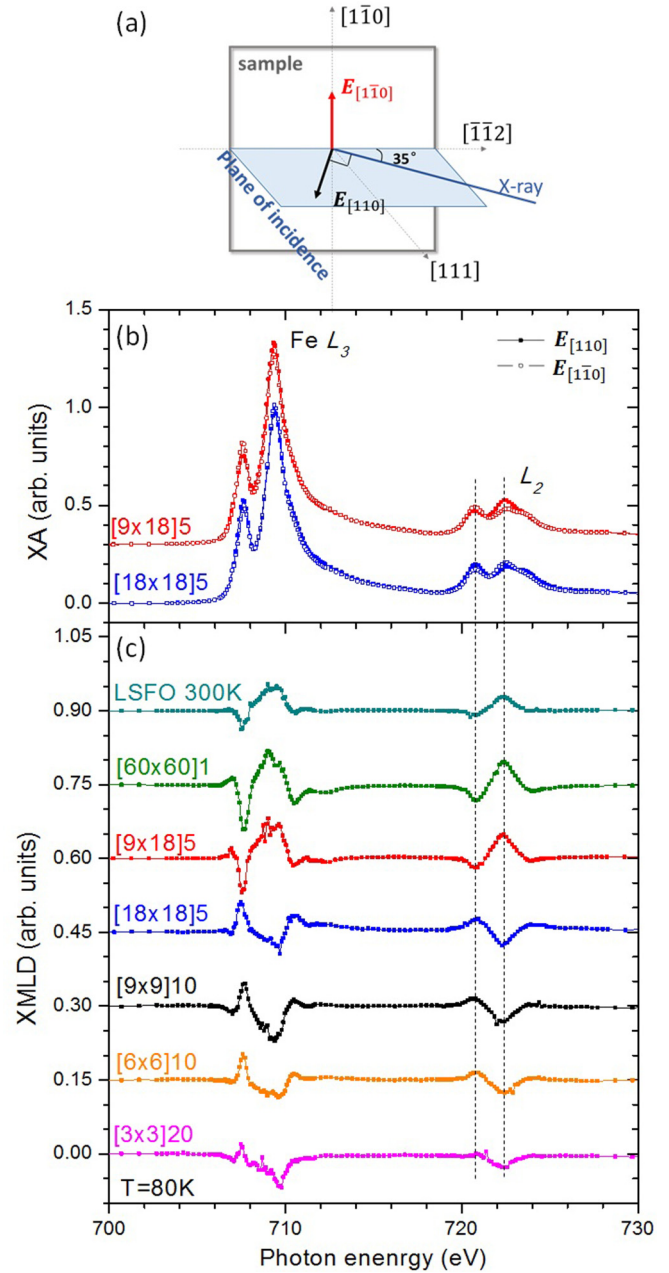 (a)
[11̅0]
sample
E[11̅0]
[1̅1̅2]
35°
X-ray
E[110]
Plane of incidence
[111]
(b)
Fe L3
E[110]
E[11̅0]
L2
[9x18]5
[18x18]5
XA (arb. units)
1.5
1.0
0.5
0.0
(c)
LSFO 300K
[60x60]1
[9x18]5
[18x18]5
[9x9]10
[6x6]10
[3x3]20
T=80K
XMLD (arb. units)
1.05
0.90
0.75
0.60
0.45
0.30
0.15
0.00
700 710 720 730
Photon enenrgy (eV)